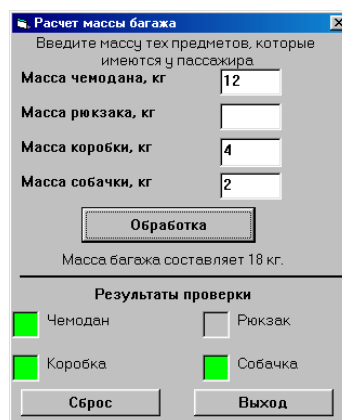 Расчет массы багажа
Введите массу тех предметов, которые
имеются у пассажира
Масса чемодана, кг 12
Масса рюкзака, кг
Масса коробки, кг 4
Масса собачки, кг 2
Обработка
Масса багажа составляет 18 кг.
Результаты проверки
Чемодан Рюкзак
Коробка Собачка
Сброс Выход